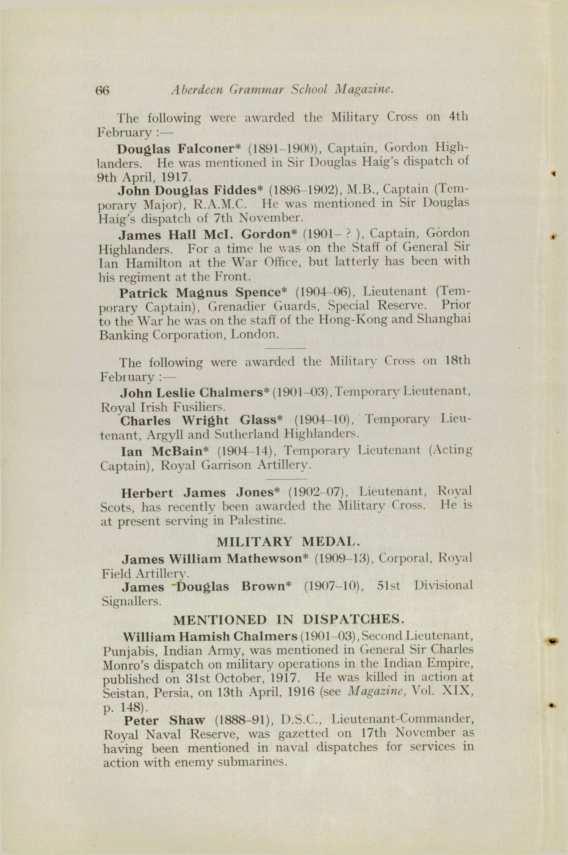 66 Aberdeen Grammar School Magazine.
The following were awarded the Military Cross on 4th
February :—
Douglas Falconer* (1891–1900), Captain, Gordon High-
landers. He was mentioned in Sir Douglas Haig's dispatch of
9th April, 1917.
John Douglas Fiddes* (1896–1902), M.B., Captain (Tem-
porary Major), R.A.M.C. He was mentioned in Sir Douglas
Haig's dispatch of 7th November.
James Hall McI. Gordon* (1901– ? ), Captain, Gordon
Highlanders. For a time he was on the Staff of General Sir
Ian Hamilton at the War Office, but latterly has been with
his regiment at the Front.
Patrick Magnus Spence* (1904–06), Lieutenant (Tem-
porary Captain), Grenadier Guards, Special Reserve. Prior
to the War he was on the staff of the Hong-Kong and Shanghai
Banking Corporation, London.
The following were awarded the Military Cross on 18th
February :—
John Leslie Chalmers* (1901–03), Temporary Lieutenant,
Royal Irish Fusiliers.
Charles Wright Glass* (1904–10), Temporary Lieu-
tenant, Argyll and Sutherland Highlanders.
Ian McBain* (1904–14), Temporary Lieutenant (Acting
Captain), Royal Garrison Artillery.
Herbert James Jones* (1902–07), Lieutenant, Royal
Scots, has recently been awarded the Military Cross. He is
at present serving in Palestine.
MILITARY MEDAL.
James William Mathewson* (1909–13), Corporal, Royal
Field Artillery.
James Douglas Brown* (1907–10), 51st Divisional
Signallers.
MENTIONED IN DISPATCHES.
William Hamish Chalmers (1901–03), Second Lieutenant,
Punjabis, Indian Army, was mentioned in General Sir Charles
Monro's dispatch on military operations in the Indian Empire,
published on 31st October, 1917. He was killed in action at
Seistan, Persia, on 13th April, 1916 (see Magazine, Vol. XIX,
p. 148).
Peter Shaw (1888–91), D.S.C., Lieutenant-Commander,
Royal Naval Reserve, was gazetted on 17th November as
having been mentioned in naval dispatches for services in
action with enemy submarines.